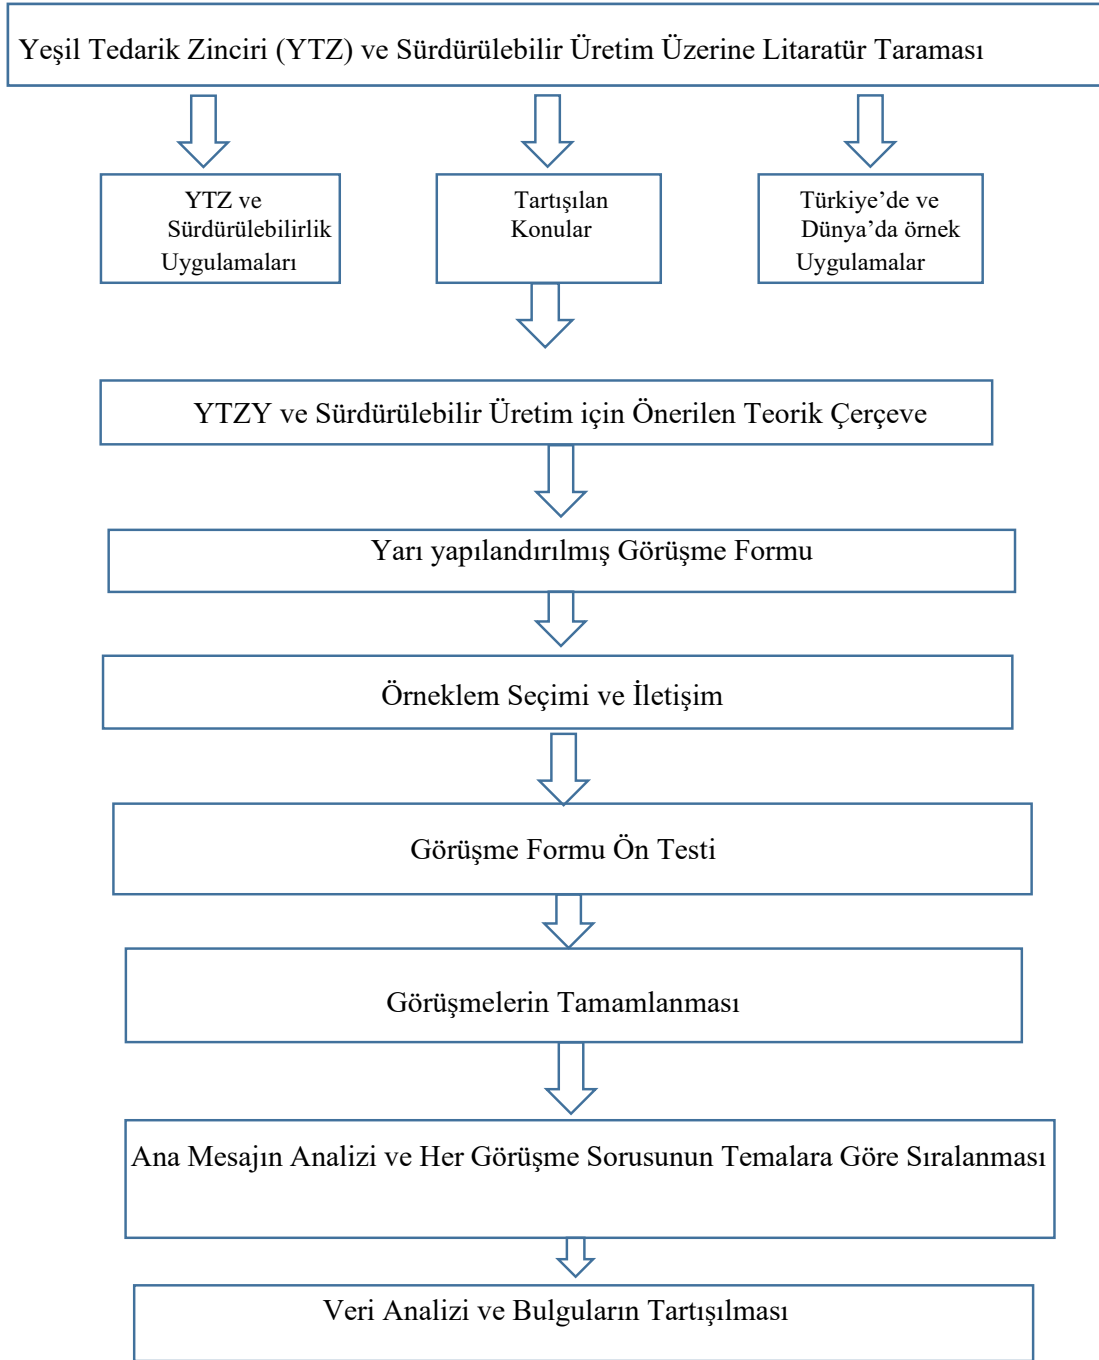 Yeşil Tedarik Zinciri (YTZ) ve Sürdürülebilir Üretim Üzerine Litaratür Taraması
YTZ ve
Sürdürülebilirlik
Uygulamaları
Tartışılan
Konular
Türkiye’de ve
Dünya’da örnek
Uygulamalar
YTZY ve Sürdürülebilir Üretim için Önerilen Teorik Çerçeve
Yarı yapılandırılmış Görüşme Formu
Örneklem Seçimi ve İletişim
Görüşme Formu Ön Testi
Görüşmelerin Tamamlanması
Ana Mesajın Analizi ve Her Görüşme Sorusunun Temalara Göre Sıralanması
Veri Analizi ve Bulguların Tartışılması